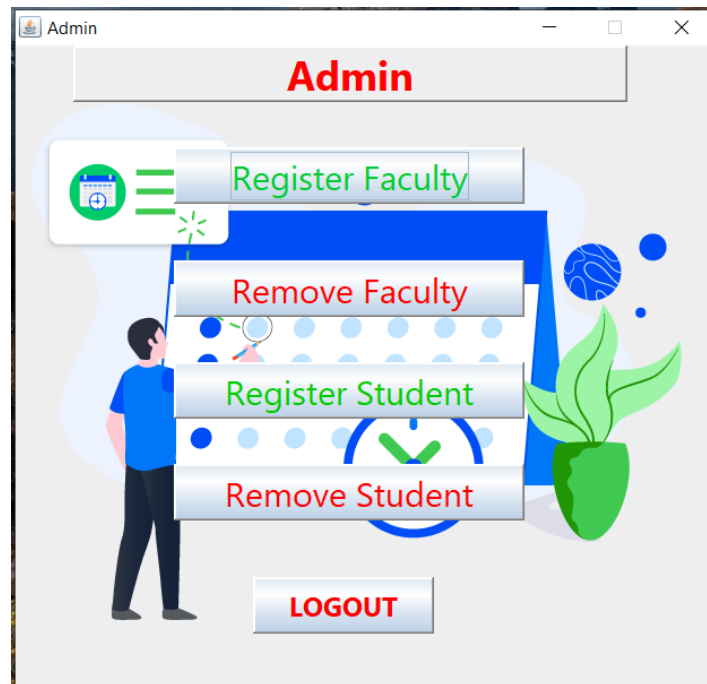 Admin
Admin
Register Faculty
Remove Faculty
Register Student
Remove Student
LOGOUT